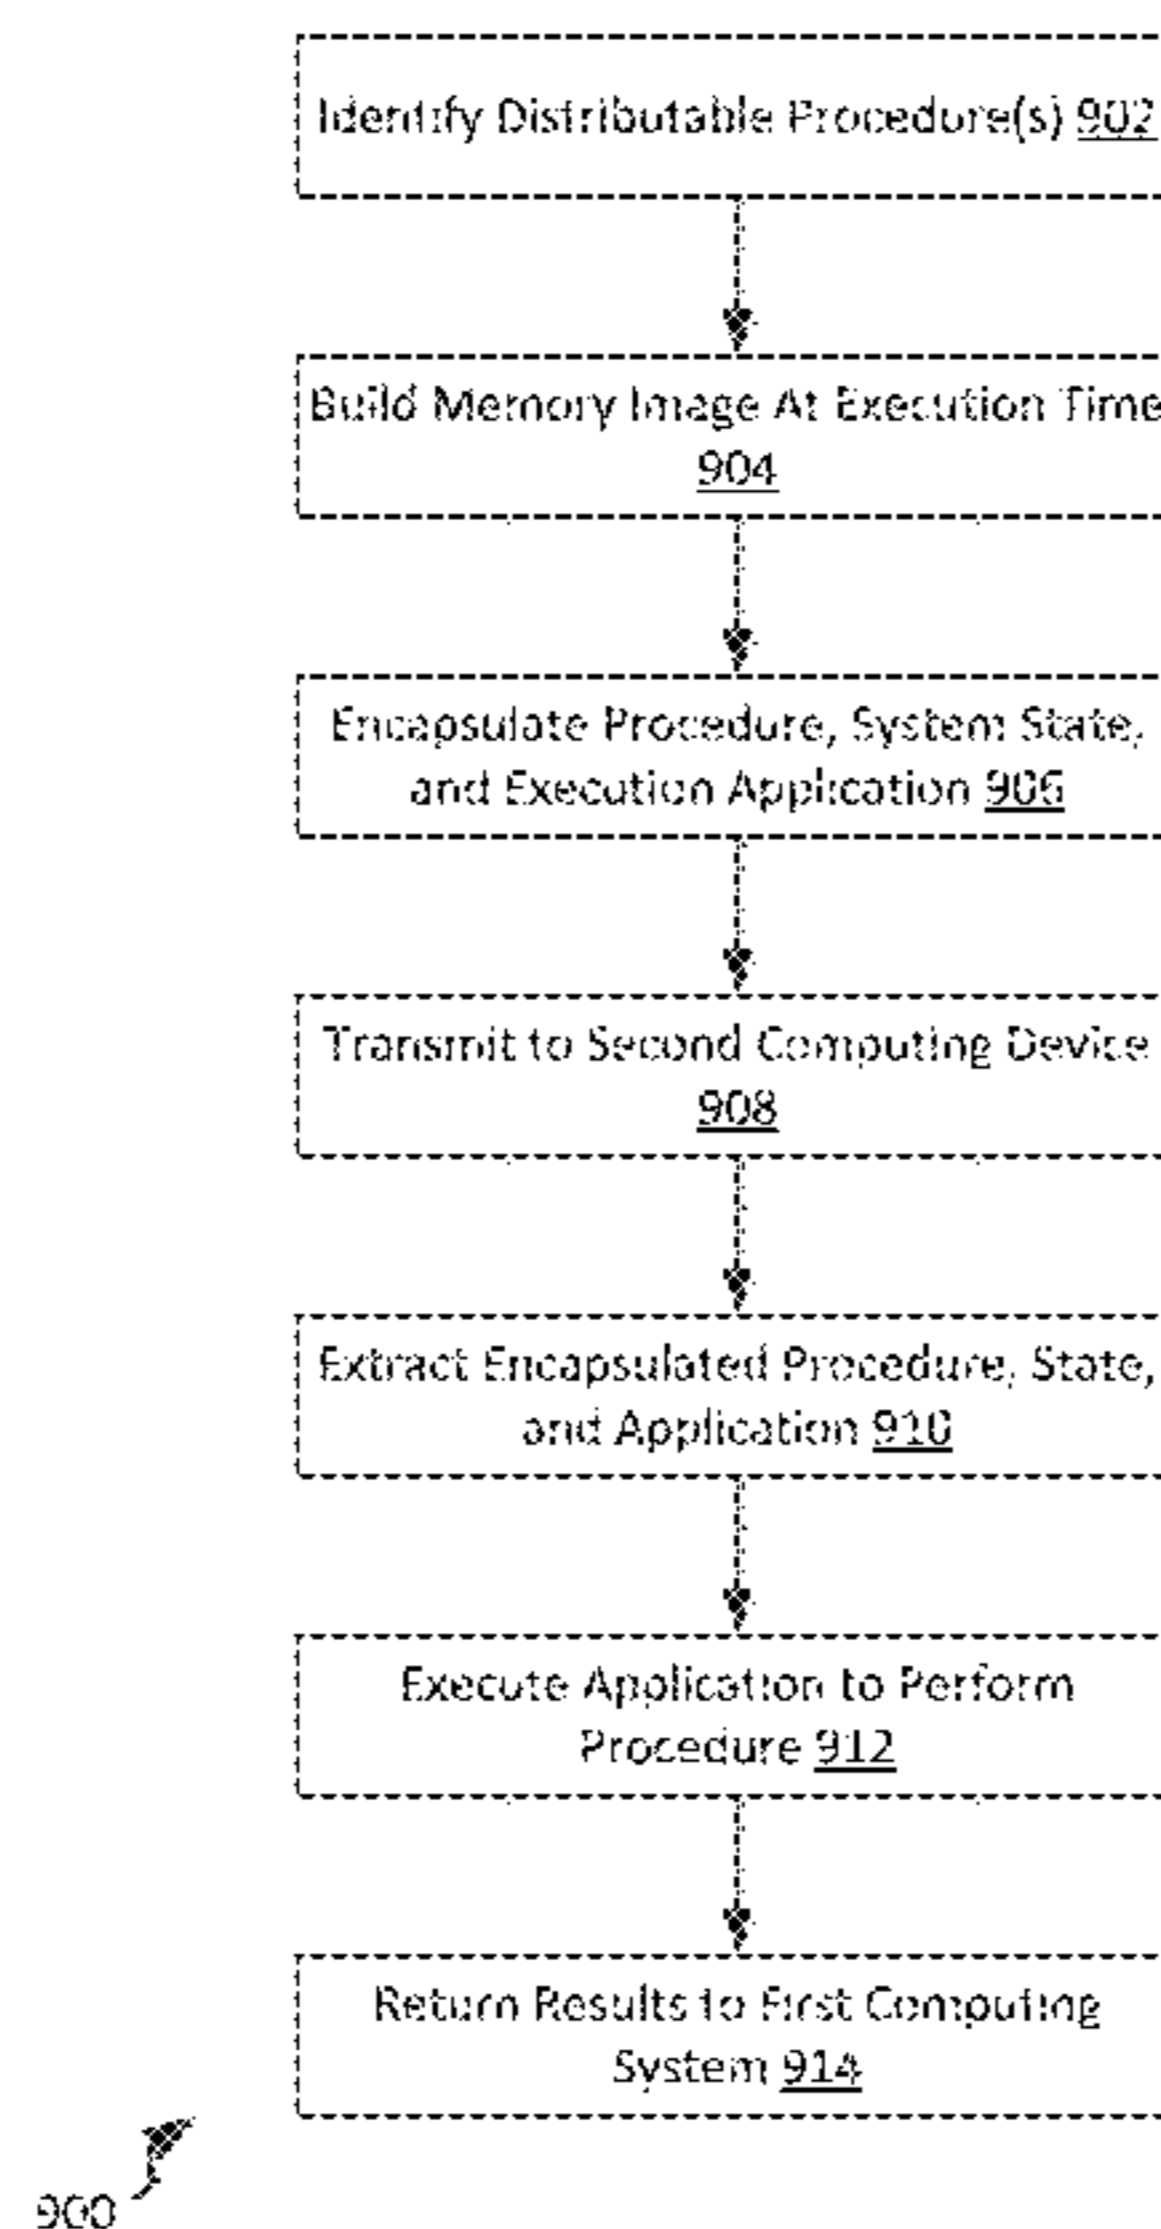 Identify Distributable Procedure(s) 902
Build Memory Image At Execution Time
904
Encapsulate Procedure, System State,
and Execution Application 906
Transmit to Second Computing Device
908
Extract Encapsulated Procedure, State,
and Application 910
Execute Application to Perform
Procedure 912
Return Results to First Computing
System 914
900